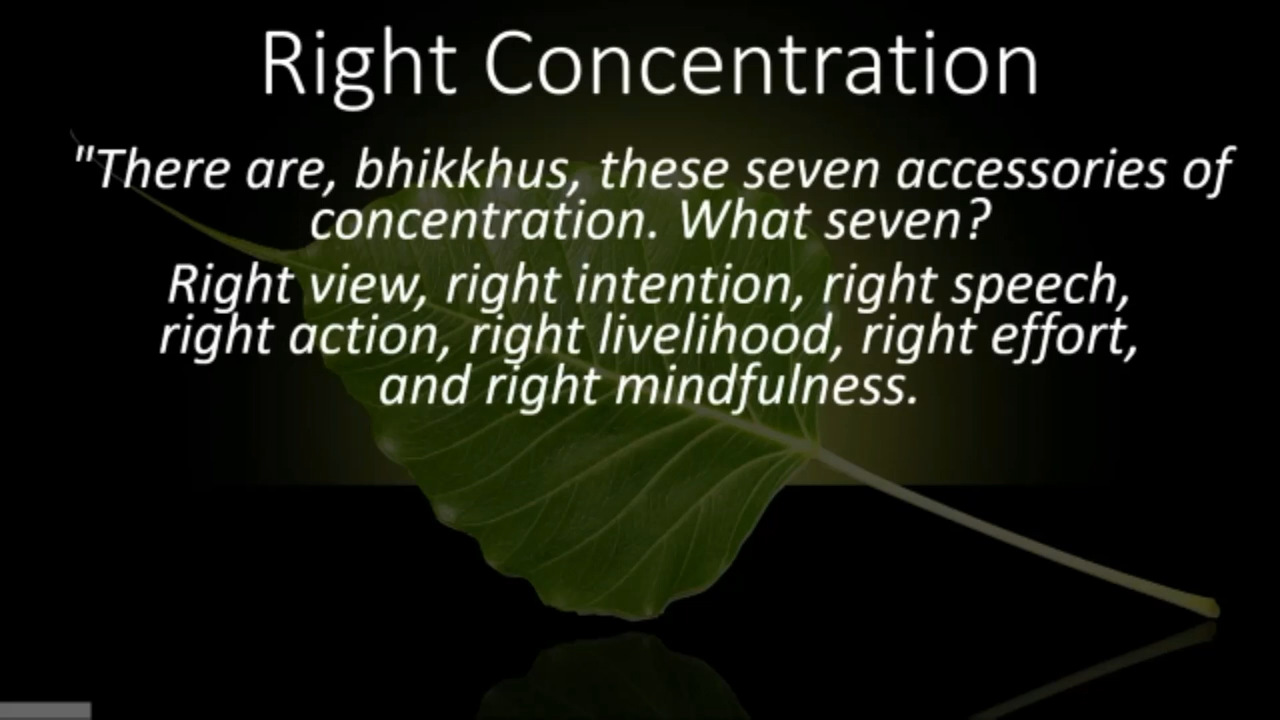 Right Concentration
"There are, bhikkhus, these seven accessories of
concentration. What seven?
Right view, right intention, right speech,
right action, right livelihood, right effort,
and right mindfulness.